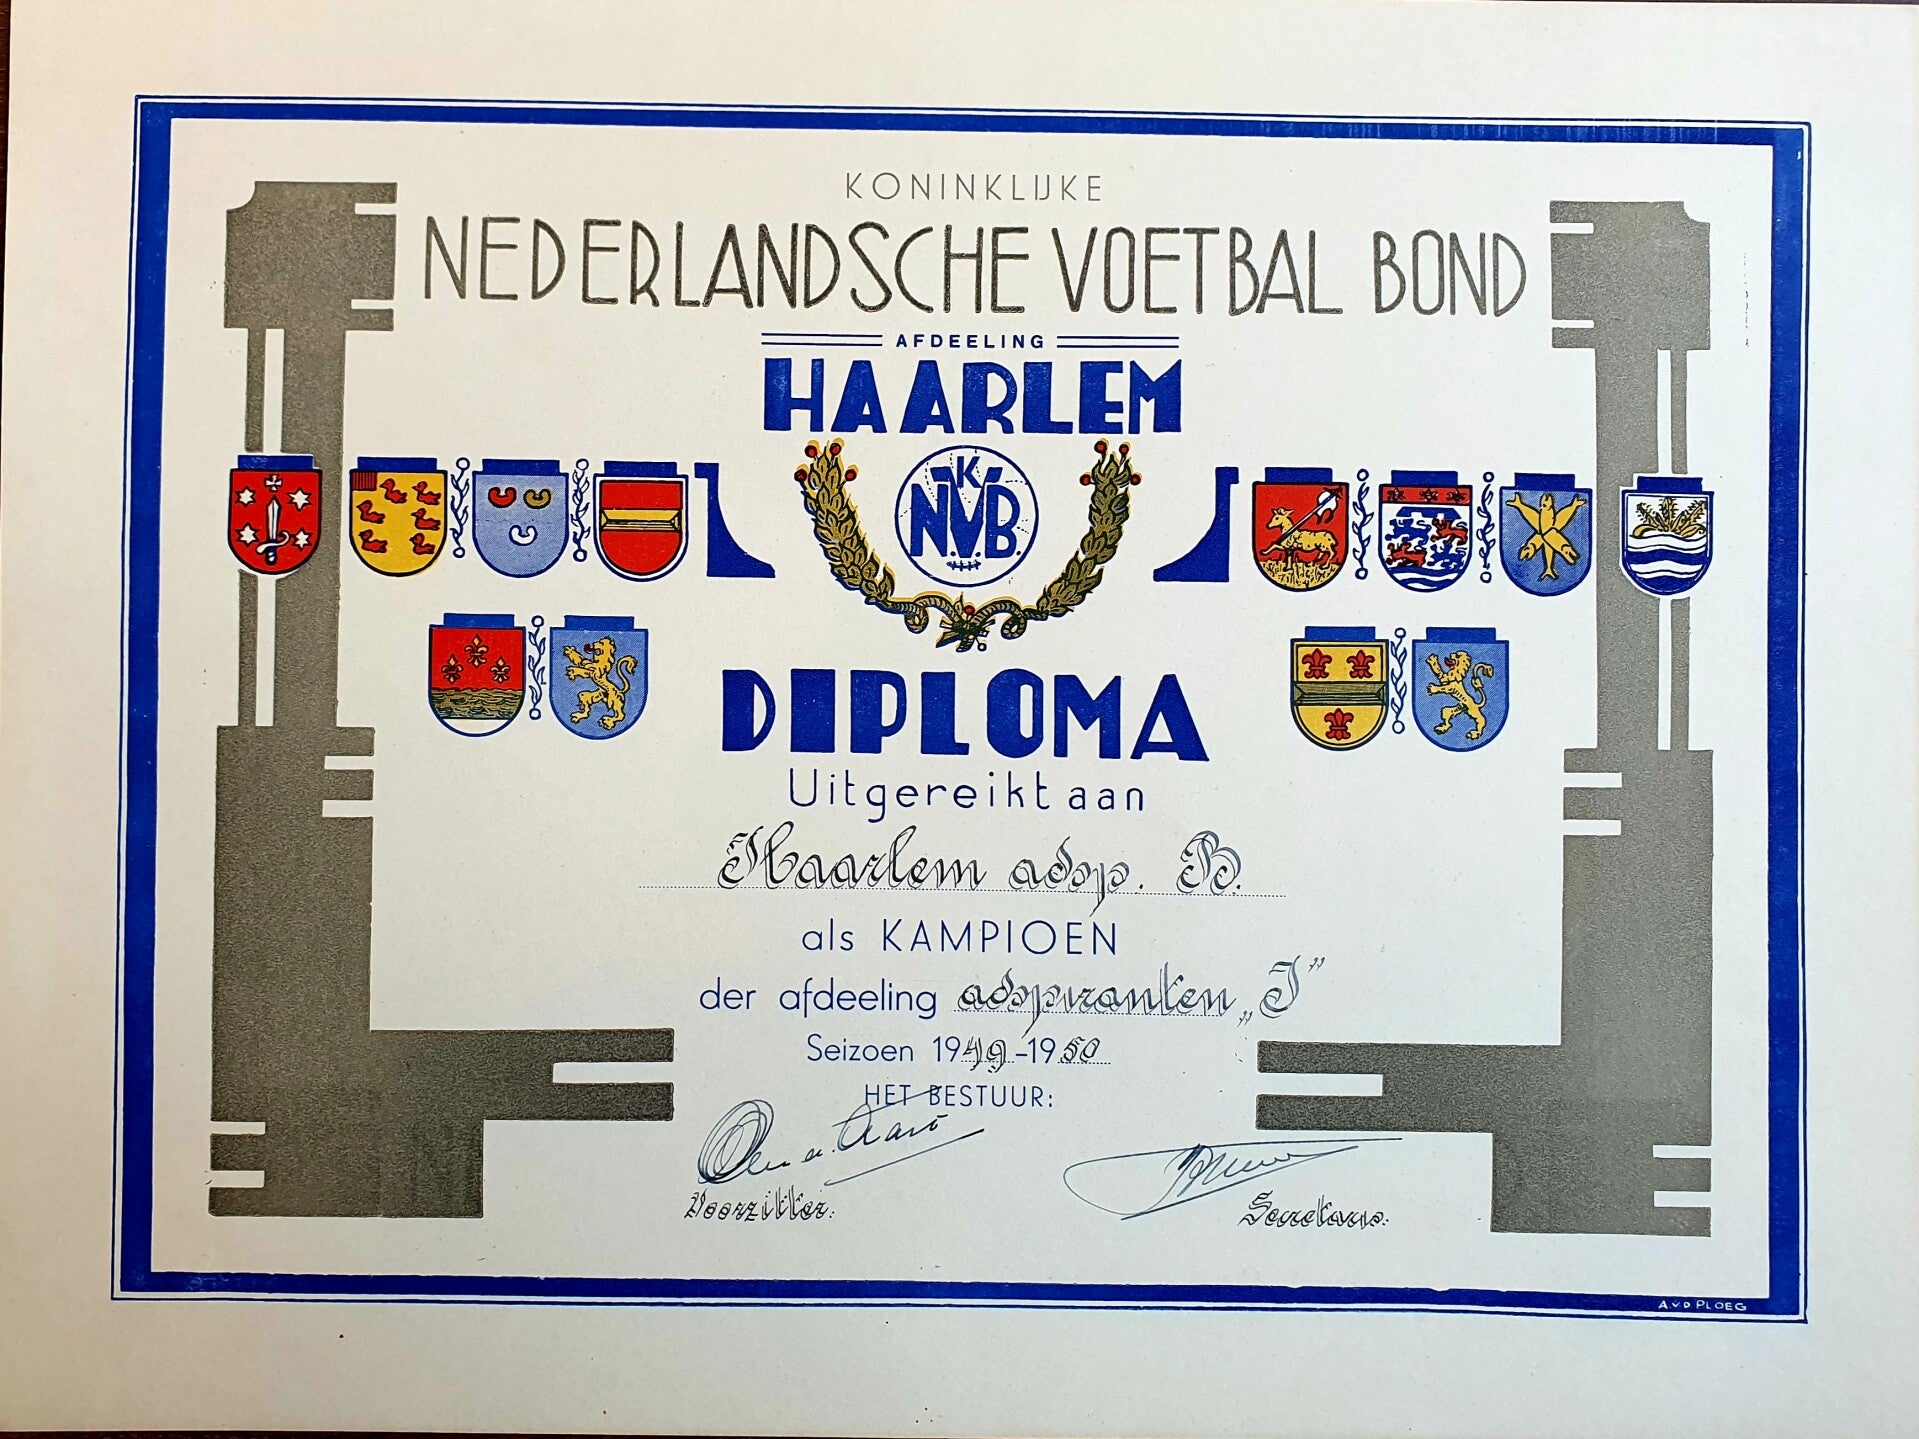 KONINKLIJKE
NEDERLANDSCHE VOETBAL BOND
AFDEELING
HAARLEM
K
N.V.B.
DIPLOMA
Uitgereikt aan
Haarlem adsp. B.
als KAMPIOEN
der afdeeling adspiranten „I”
Seizoen 1949-1950
HET BESTUUR:
Voorzitter: Secretaris:
A.v.d PLOEG